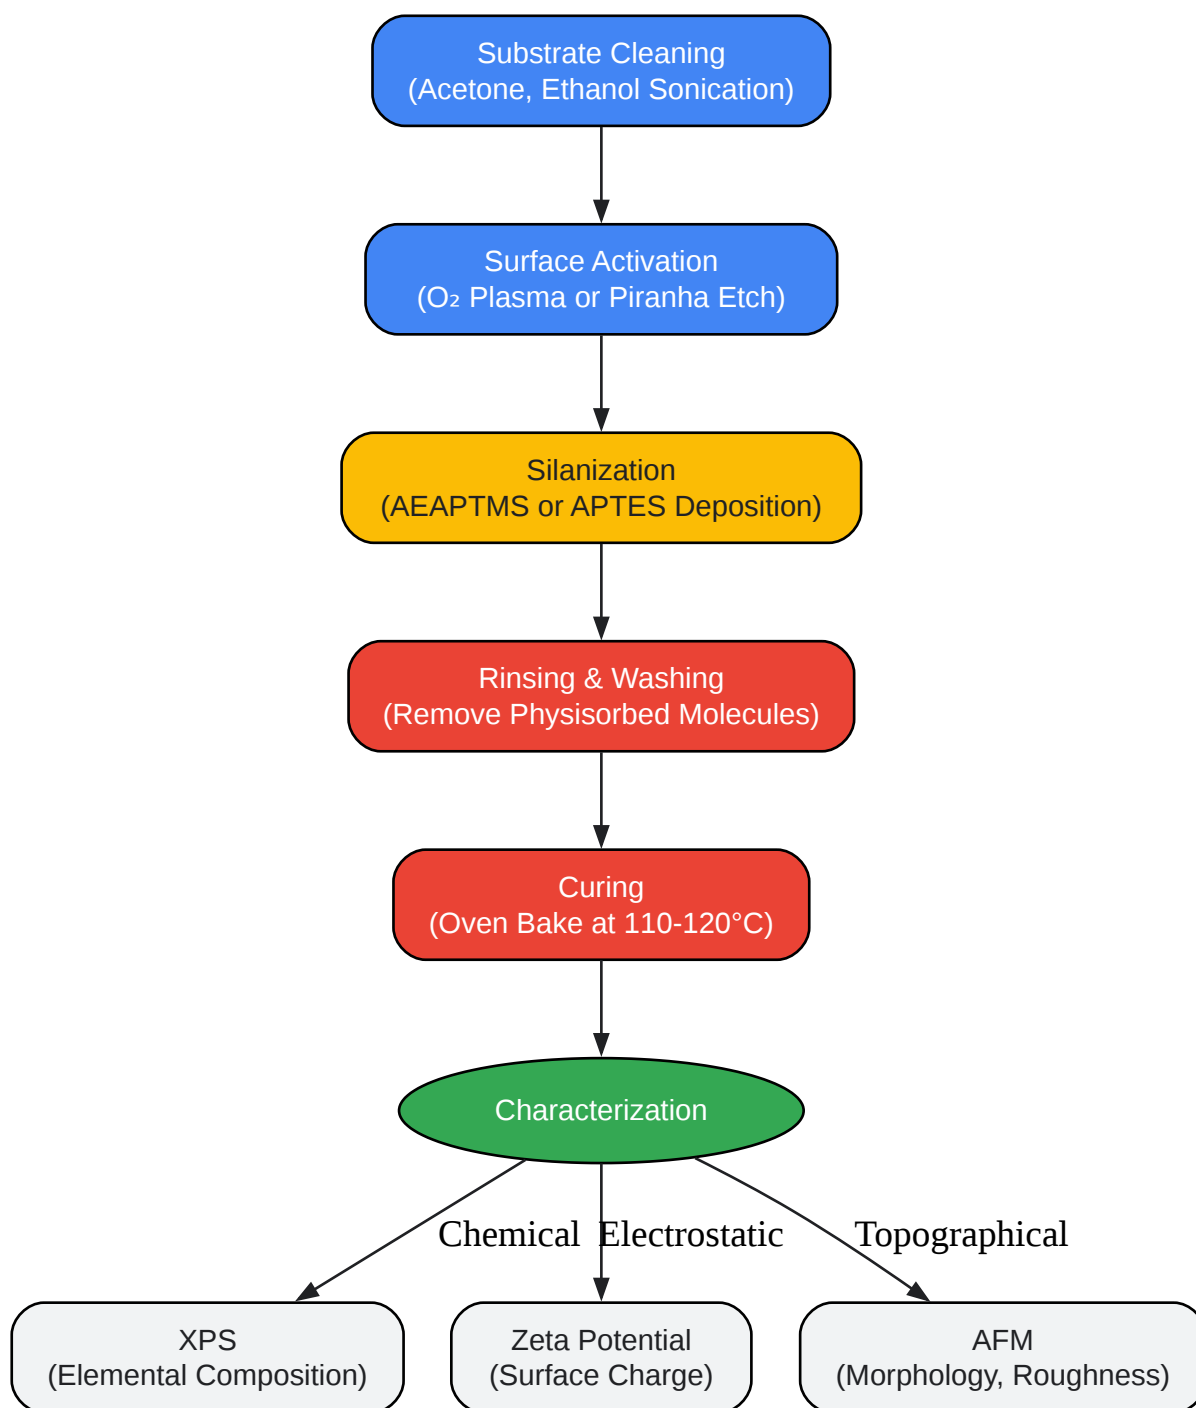 Substrate Cleaning
(Acetone, Ethanol Sonication)
Surface Activation
(O₂ Plasma or Piranha Etch)
Silanization
(AEAPTMS or APTES Deposition)
Rinsing & Washing
(Remove Physisorbed Molecules)
Curing
(Oven Bake at 110-120°C)
Characterization
Chemical
Electrostatic
Topographical
XPS
(Elemental Composition)
Zeta Potential
(Surface Charge)
AFM
(Morphology, Roughness)